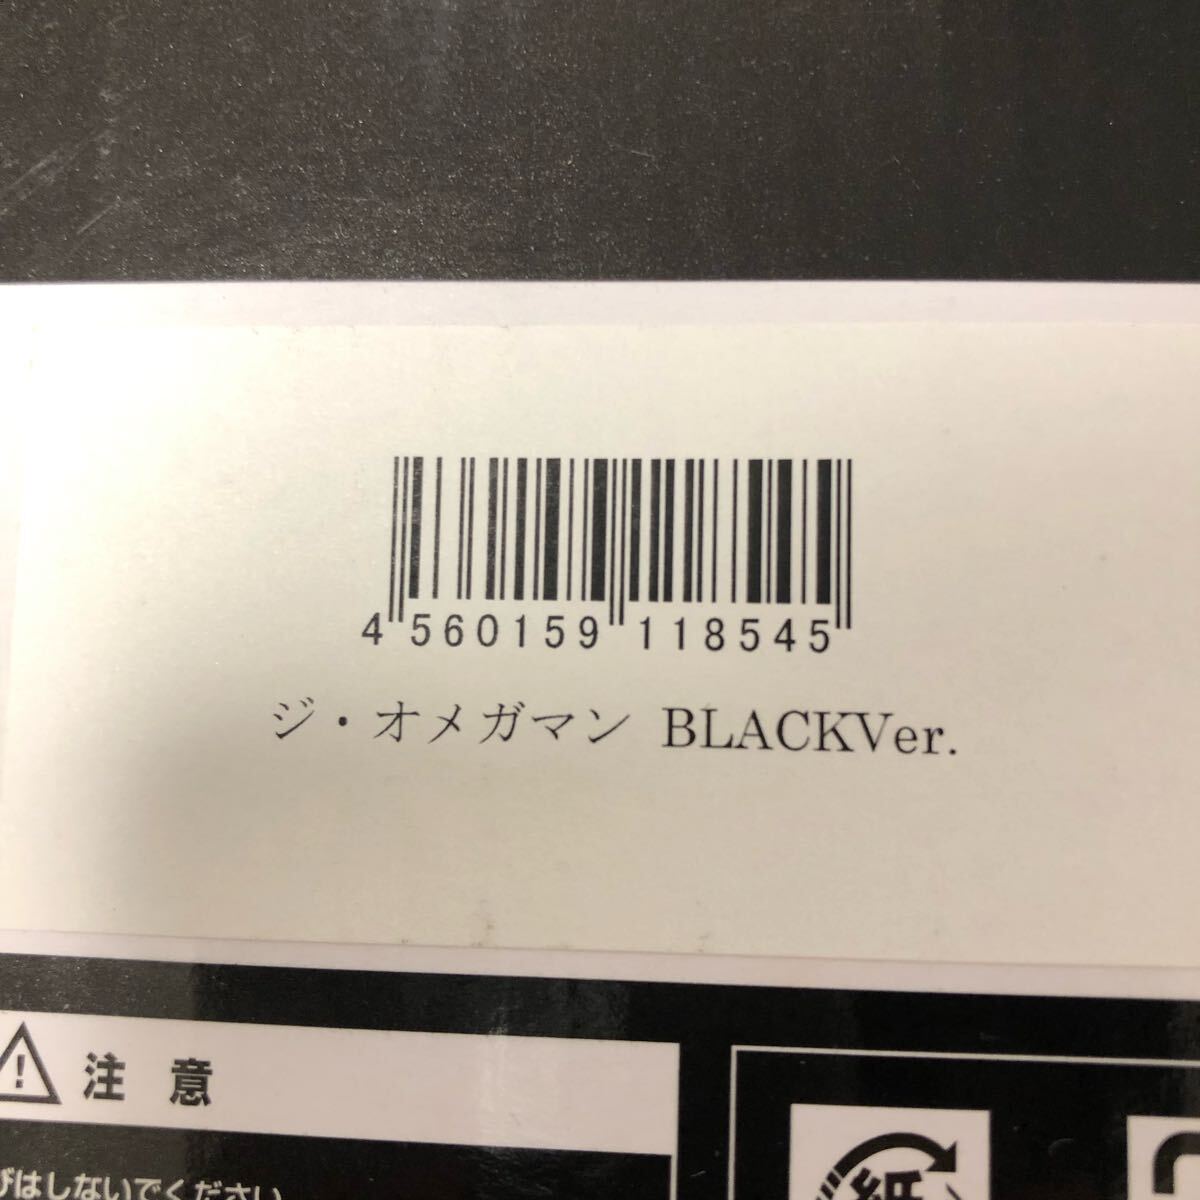 4 560159 118545
ジ・オメガマン BLACKVer.
注意
びはしないでください
紙